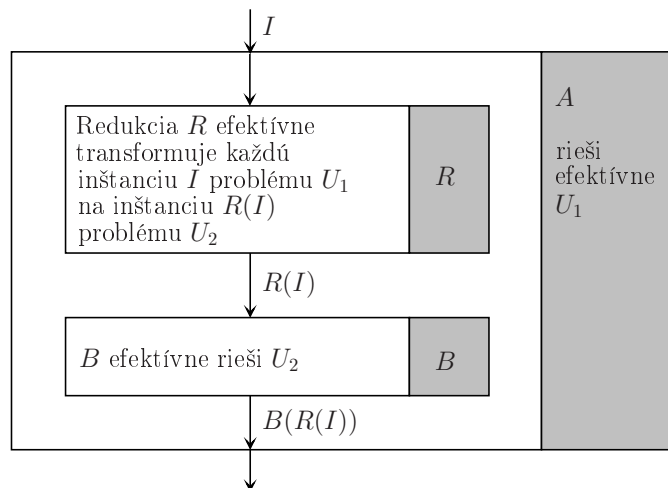 I
Redukcia R efektívne
transformuje každú
inštanciu I problému U₁
na inštanciu R(I)
problému U₂
R
A
rieši
efektívne
U₁
R(I)
B efektívne rieši U₂
B
B(R(I))